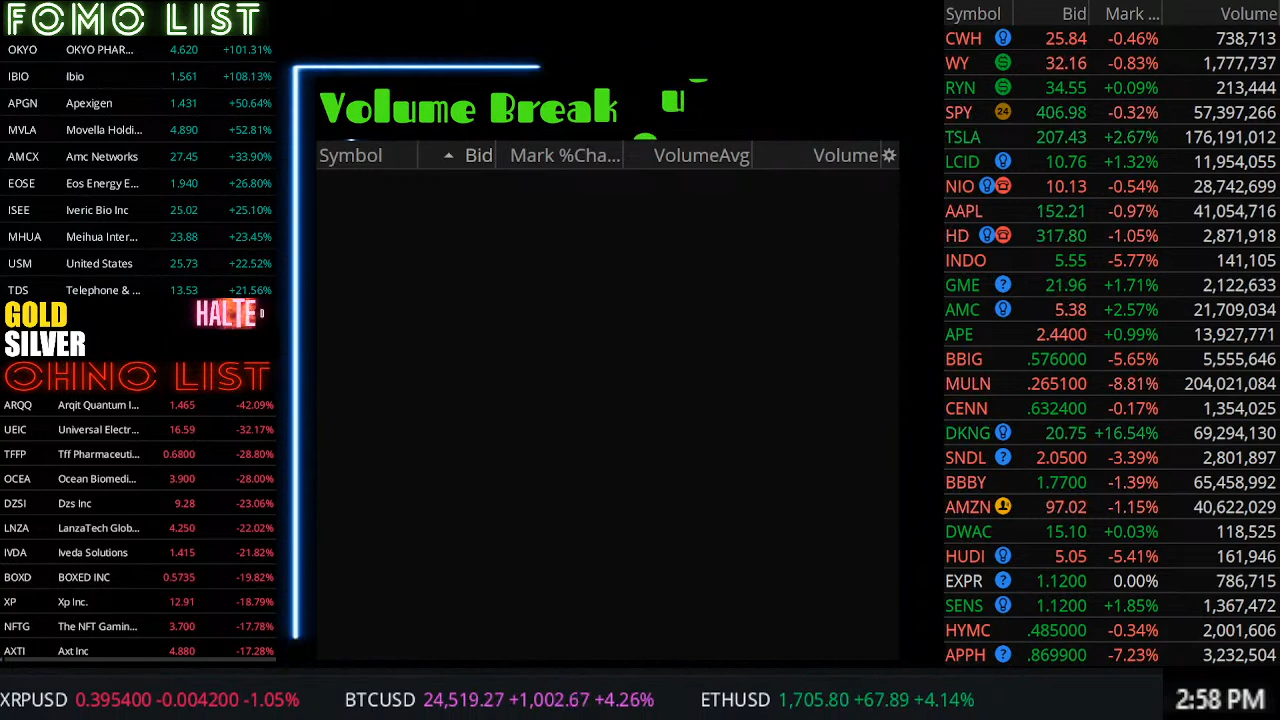 FOMO LIST
OKYO OKYO PHAR... 4.620 +101.31%
IBIO Ibio 1.561 +108.13%
APGN Apexigen 1.431 +50.64%
MVLA Movella Holdi... 4.890 +52.81%
AMCX Amc Networks 27.45 +33.90%
EOSE Eos Energy E... 1.940 +26.80%
ISEE Iveric Bio Inc 25.02 +25.10%
MHUA Meihua Inter... 23.88 +23.45%
USM United States 25.73 +22.52%
TDS Telephone & ... 13.53 +21.56%
GOLD HALTE
SILVER
OHNO LIST
ARQQ Arqit Quantum I... 1.465 -42.09%
UEIC Universal Electr... 16.59 -32.17%
TFFP Tff Pharmaceuti... 0.6800 -28.80%
OCEA Ocean Biomedi... 3.900 -28.00%
DZSI Dzs Inc 9.28 -23.06%
LNZA LanzaTech Glob... 4.250 -22.02%
IVDA Iveda Solutions 1.415 -21.82%
BOXD BOXED INC 0.5735 -19.82%
XP Xp Inc. 12.91 -18.79%
NFTG The NFT Gamin... 3.700 -17.78%
AXTI Axt Inc 4.880 -17.28%
Volume Break u
Symbol Bid Mark %Cha... VolumeAvg Volume
Symbol Bid Mark ... Volume
CWH 25.84 -0.46% 738,713
WY 32.16 -0.83% 1,777,737
RYN 34.55 +0.09% 213,444
SPY 24 406.98 -0.32% 57,397,266
TSLA 207.43 +2.67% 176,191,012
LCID 10.76 +1.32% 11,954,055
NIO 10.13 -0.54% 28,742,699
AAPL 152.21 -0.97% 41,054,716
HD 317.80 -1.05% 2,871,918
INDO 5.55 -5.77% 141,105
GME ? 21.96 +1.71% 2,122,633
AMC 5.38 +2.57% 21,709,034
APE 2.4400 +0.99% 13,927,771
BBIG .576000 -5.65% 5,555,646
MULN .265100 -8.81% 204,021,084
CENN .632400 -0.17% 1,354,025
DKNG 20.75 +16.54% 69,294,130
SNDL ? 2.0500 -3.39% 2,801,897
BBBY 1.7700 -1.39% 65,458,992
AMZN 97.02 -1.15% 40,622,029
DWAC 15.10 +0.03% 118,525
HUDI 5.05 -5.41% 161,946
EXPR ? 1.1200 0.00% 786,715
SENS 1.1200 +1.85% 1,367,472
HYMC .485000 -0.34% 2,001,606
APPH ? .869900 -7.23% 3,232,504
XRPUSD 0.395400 -0.004200 -1.05% BTCUSD 24,519.27 +1,002.67 +4.26% ETHUSD 1,705.80 +67.89 +4.14% 2:58 PM